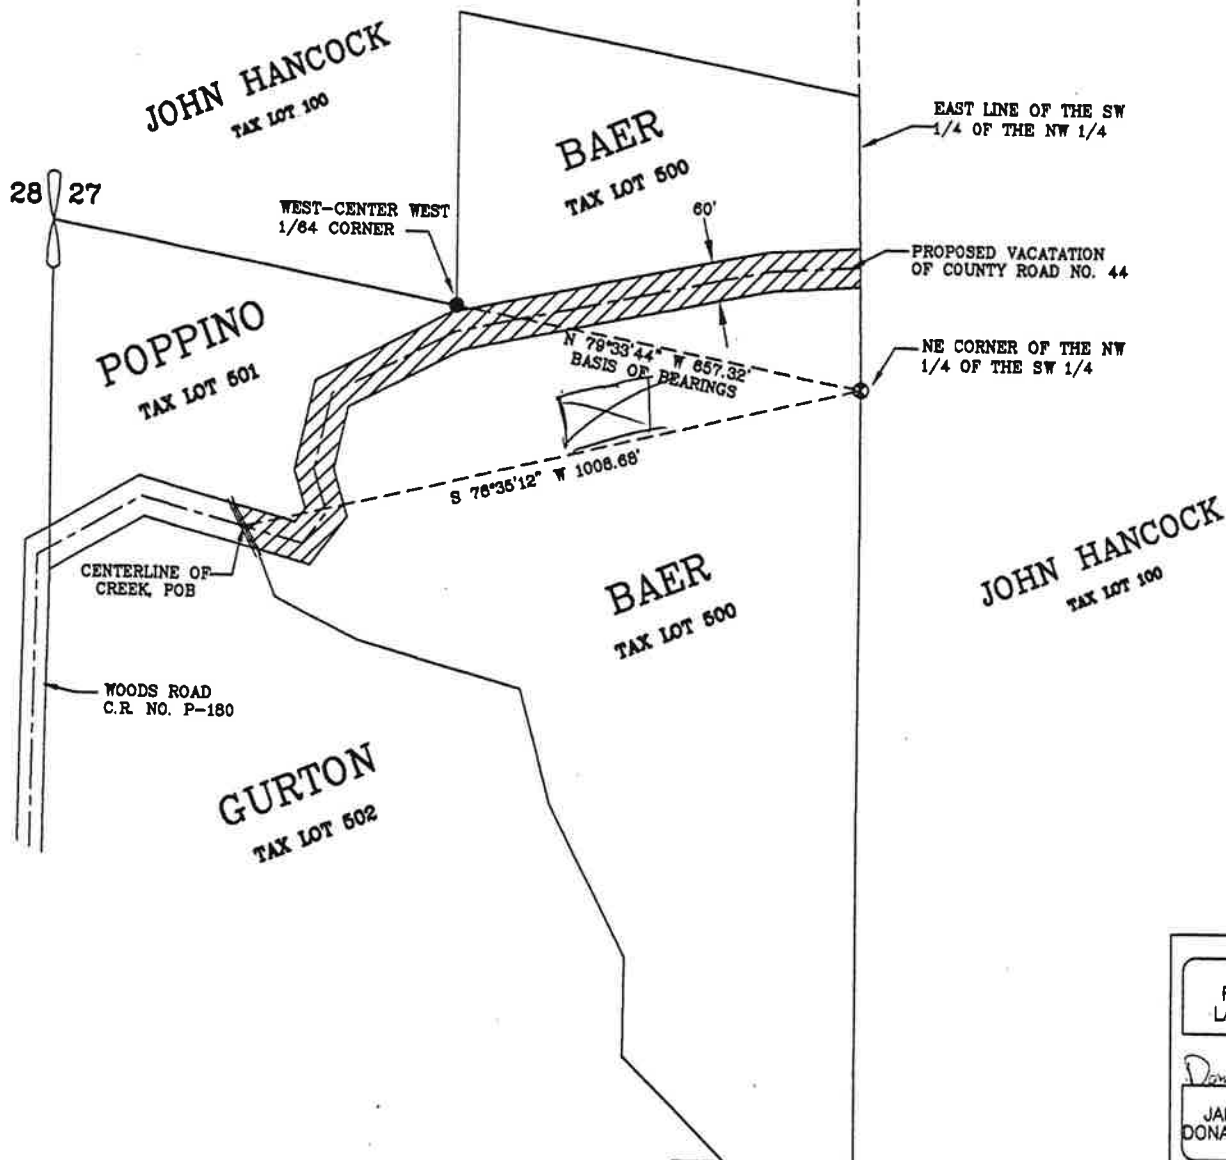 JOHN HANCOCK
TAX LOT 100
BAER
TAX LOT 500
EAST LINE OF THE SW
1/4 OF THE NW 1/4
28 27
WEST-CENTER WEST
1/64 CORNER
60'
PROPOSED VACATATION
OF COUNTY ROAD NO. 44
POPPINO
TAX LOT 501
N 79°33'44" W 657.32'
BASIS OF BEARINGS
NE CORNER OF THE NW
1/4 OF THE SW 1/4
S 76°35'12" W 1006.68'
CENTERLINE OF
CREEK, POB
BAER
TAX LOT 500
JOHN HANCOCK
TAX LOT 100
WOODS ROAD
C.R. NO. P-180
GURTON
TAX LOT 502